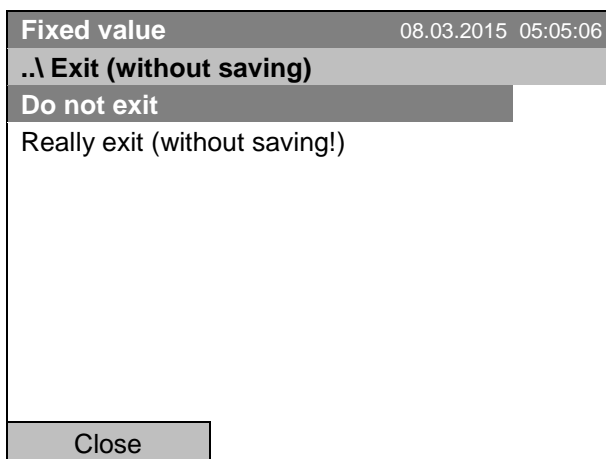 Fixed value 08.03.2015 05:05:06
..\ Exit (without saving)
Do not exit
Really exit (without saving!)
Close